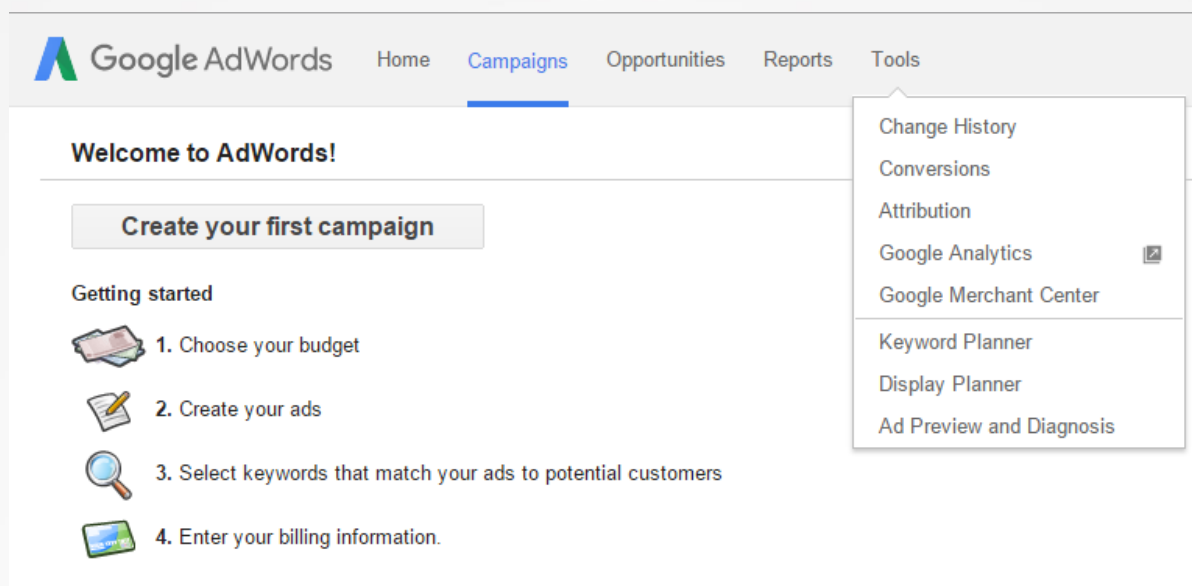 Google AdWords Home Campaigns Opportunities Reports Tools
Welcome to AdWords!
Create your first campaign
Getting started
1. Choose your budget
2. Create your ads
3. Select keywords that match your ads to potential customers
4. Enter your billing information.
Change History
Conversions
Attribution
Google Analytics
Google Merchant Center
Keyword Planner
Display Planner
Ad Preview and Diagnosis